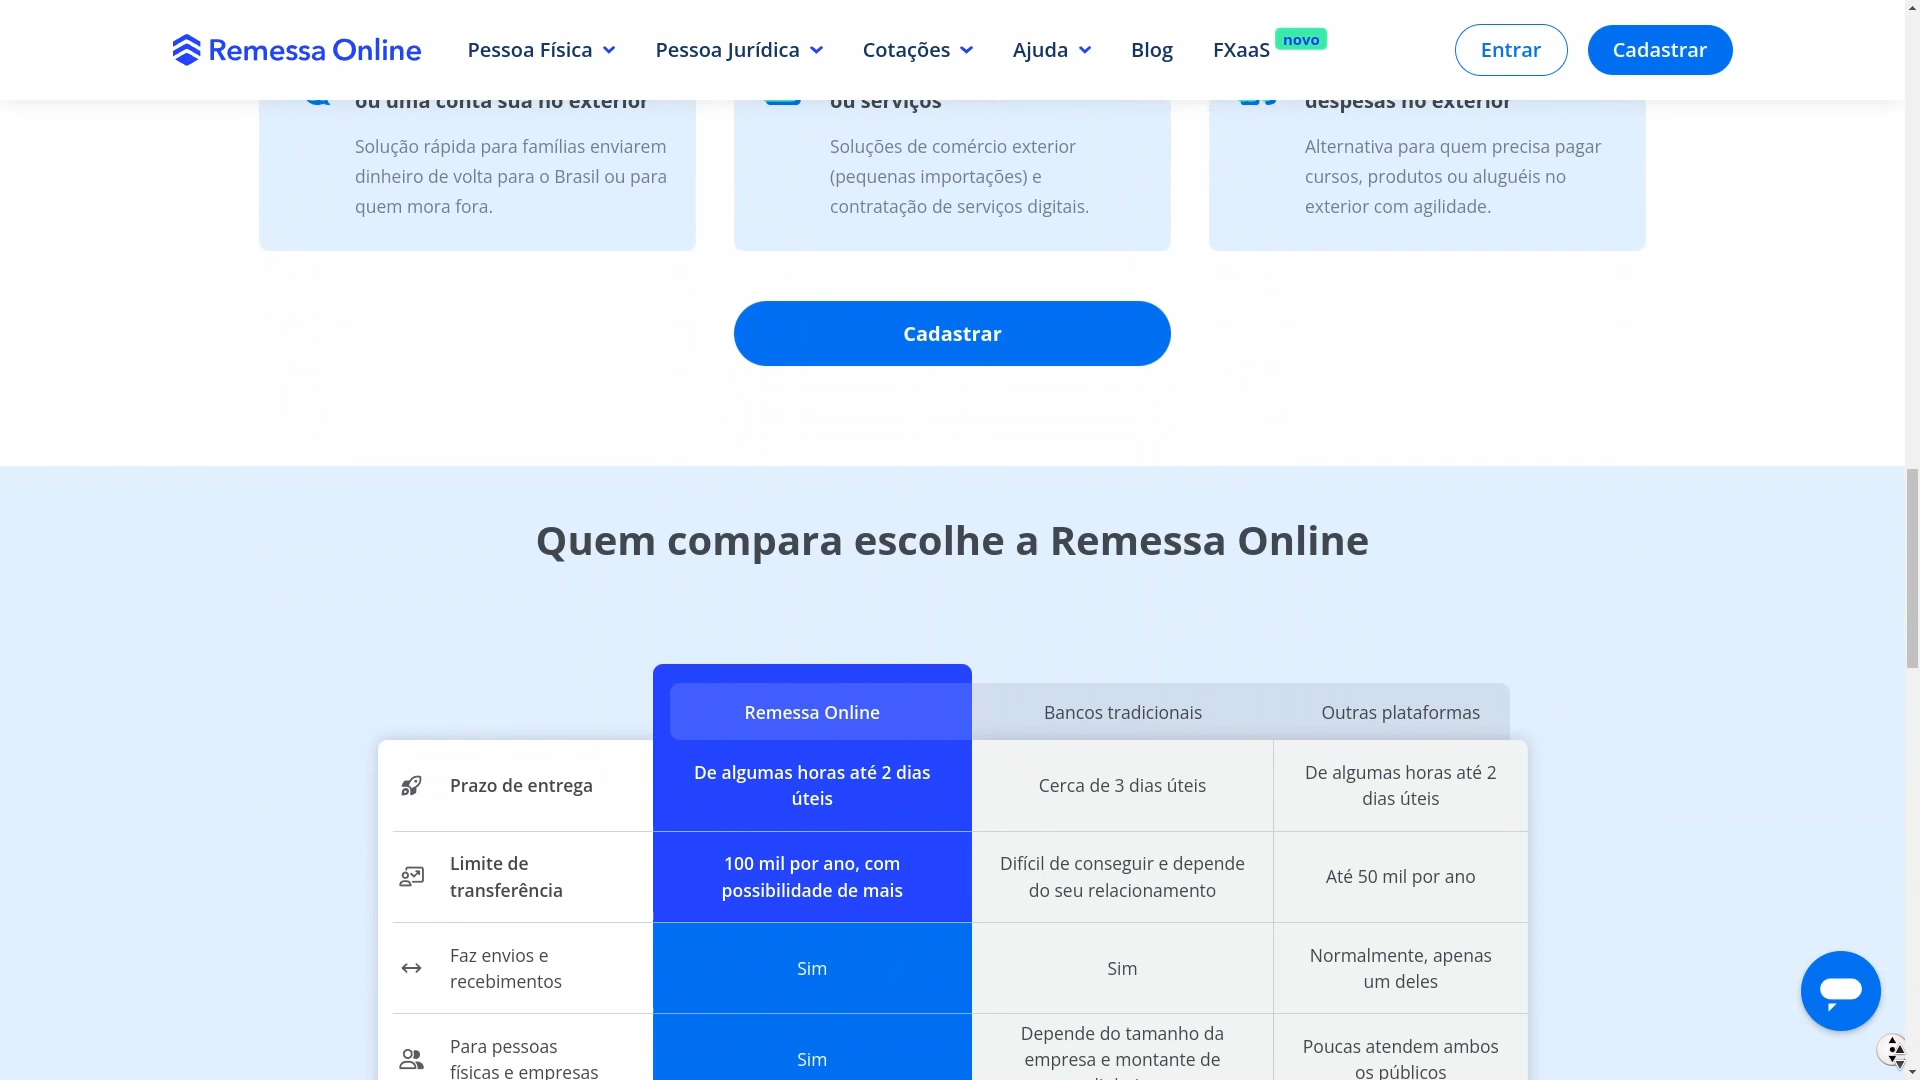 Remessa Online
Pessoa Física
Pessoa Jurídica
Cotações
Ajuda
Blog
FXaaS
novo
Entrar
Cadastrar
ou uma conta sua no exterior
Solução rápida para famílias enviarem
dinheiro de volta para o Brasil ou para
quem mora fora.
ou serviços
Soluções de comércio exterior
(pequenas importações) e
contratação de serviços digitais.
despesas no exterior
Alternativa para quem precisa pagar
cursos, produtos ou aluguéis no
exterior com agilidade.
Cadastrar
Quem compara escolhe a Remessa Online
Remessa Online
Bancos tradicionais
Outras plataformas
Prazo de entrega
De algumas horas até 2 dias
úteis
Cerca de 3 dias úteis
De algumas horas até 2
dias úteis
Limite de
transferência
100 mil por ano, com
possibilidade de mais
Difícil de conseguir e depende
do seu relacionamento
Até 50 mil por ano
Faz envios e
recebimentos
Sim
Sim
Normalmente, apenas
um deles
Para pessoas
físicas e empresas
Sim
Depende do tamanho da
empresa e montante de
Poucas atendem ambos
os públicos